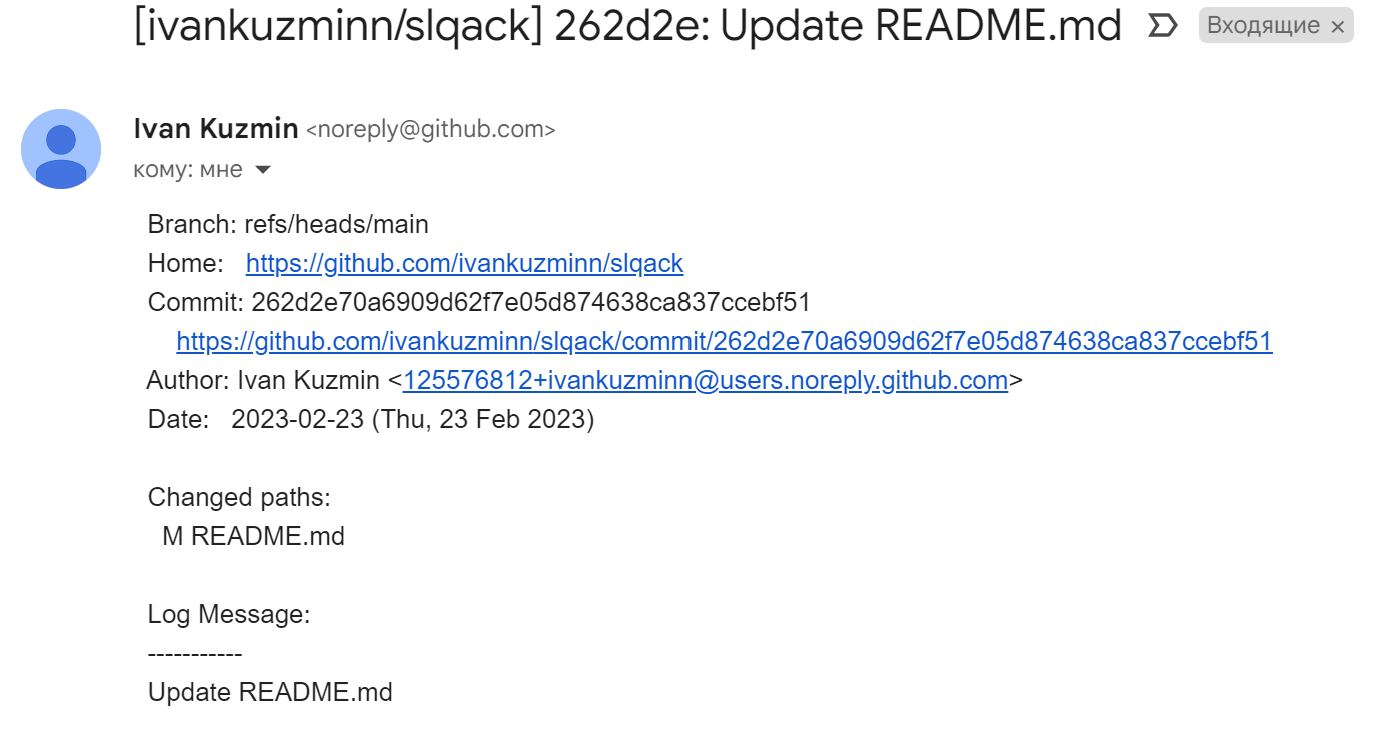 [ivankuzminn/slqack] 262d2e: Update README.md Входящие ×
Ivan Kuzmin <noreply@github.com>
кому: мне
Branch: refs/heads/main
Home: https://github.com/ivankuzminn/slqack
Commit: 262d2e70a6909d62f7e05d874638ca837ccebf51
https://github.com/ivankuzminn/slqack/commit/262d2e70a6909d62f7e05d874638ca837ccebf51
Author: Ivan Kuzmin <125576812+ivankuzminn@users.noreply.github.com>
Date: 2023-02-23 (Thu, 23 Feb 2023)
Changed paths:
M README.md
Log Message:
-----------
Update README.md